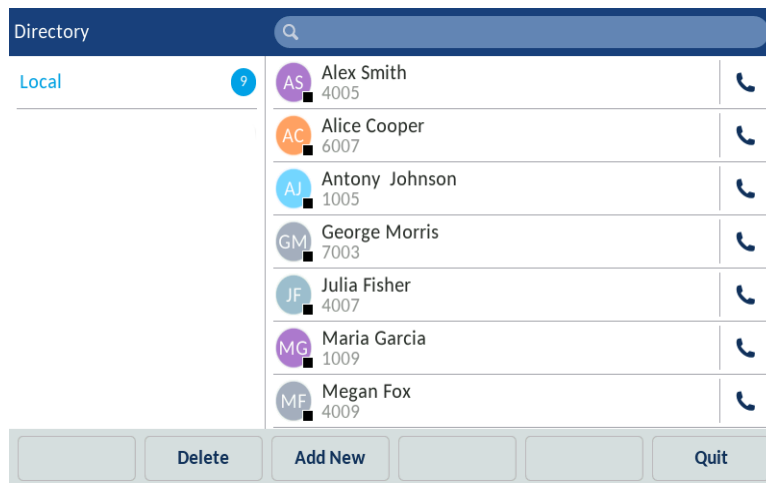 Directory
Local
9
AS
Alex Smith
4005
AC
Alice Cooper
6007
AJ
Antony  Johnson
1005
GM
George Morris
7003
JF
Julia Fisher
4007
MG
Maria Garcia
1009
MF
Megan Fox
4009
Delete
Add New
Quit